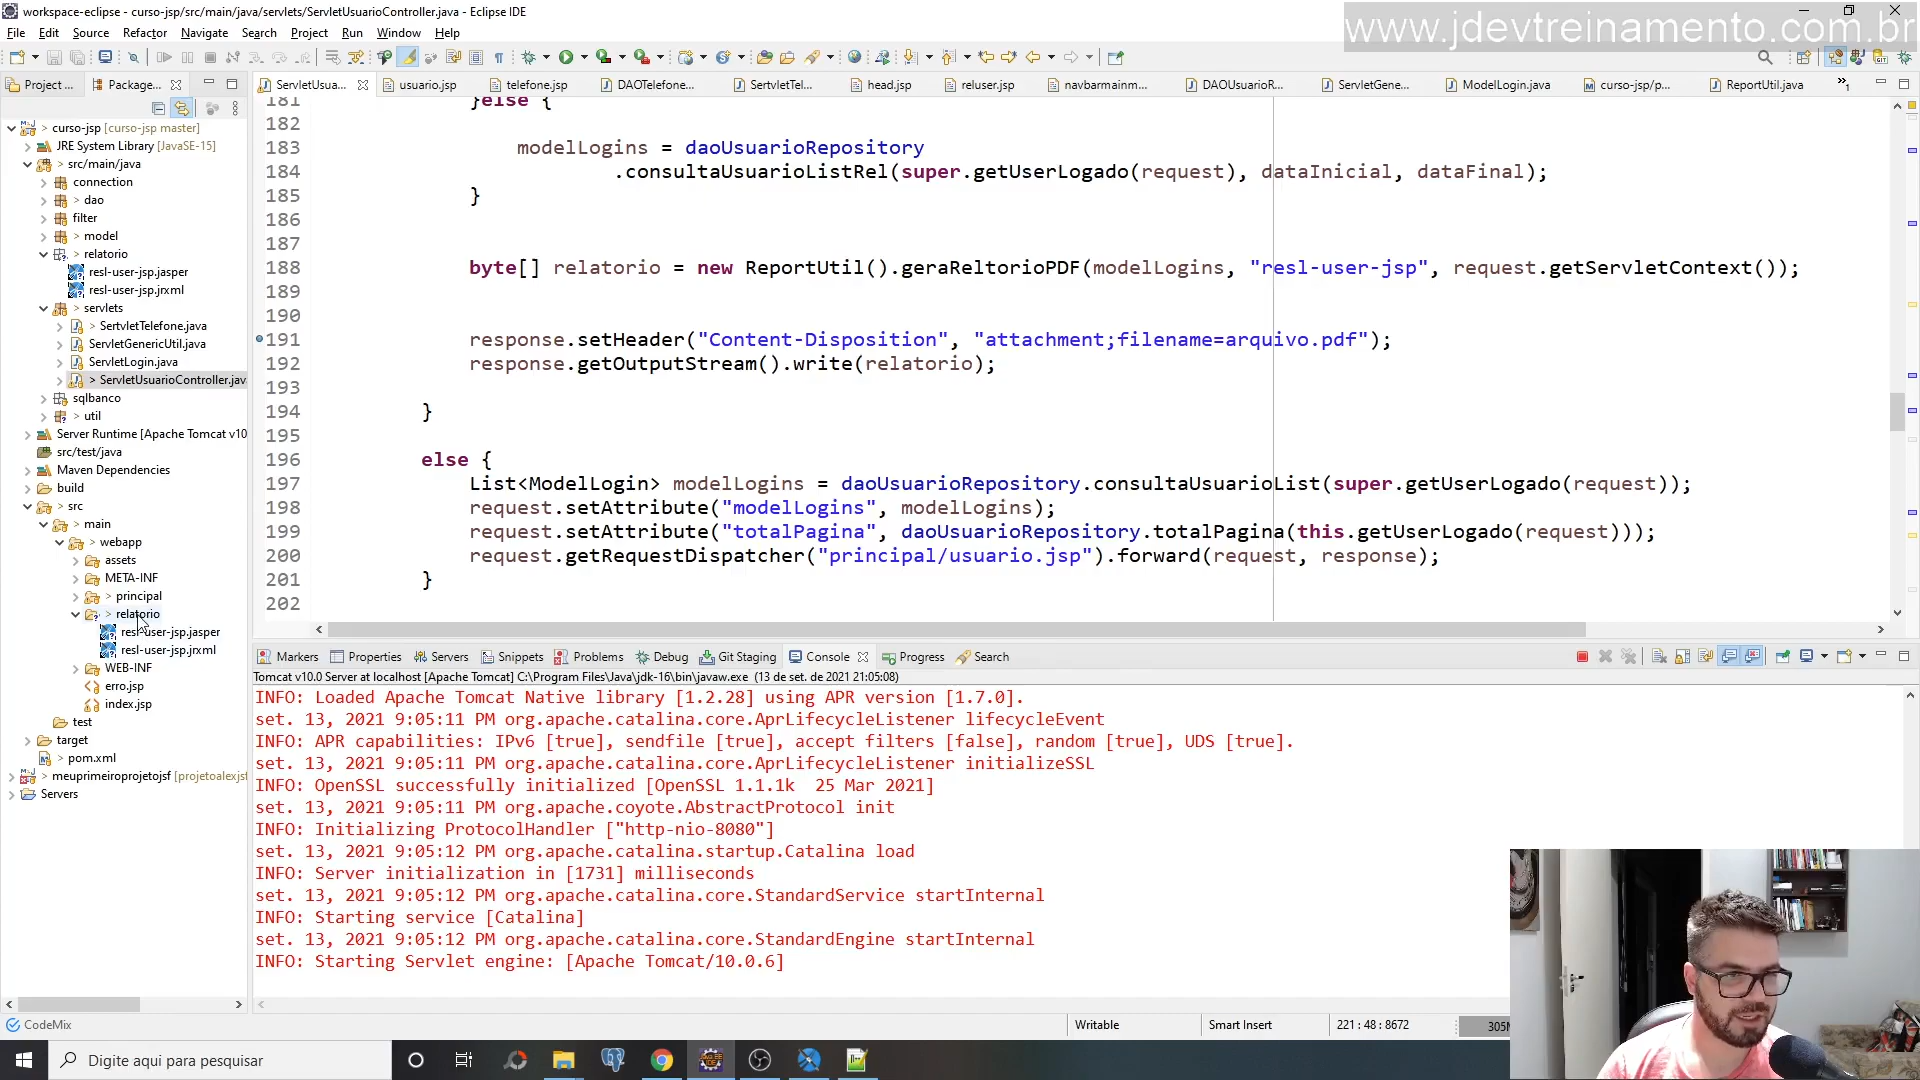 workspace-eclipse - curso-jsp/src/main/java/servlets/ServletUsuarioController.java - Eclipse IDE
www.jdevtreinamento.com.br
File Edit Source Refactor Navigate Search Project Run Window Help
Project ...
Package...
ServletUsua...
usuario.jsp
telefone.jsp
DAOTelefone...
SertvletTel...
head.jsp
reluser.jsp
navbarmainm...
DAOUsuarioR...
ServletGene...
ModelLogin.java
curso-jsp/p...
ReportUtil.java
> curso-jsp [curso-jsp master]
JRE System Library [JavaSE-15]
> src/main/java
connection
> dao
filter
> model
> relatorio
resl-user-jsp.jasper
resl-user-jsp.jrxml
> servlets
> SertvletTelefone.java
ServletGenericUtil.java
ServletLogin.java
> ServletUsuarioController.jav
sqlbanco
> util
Server Runtime [Apache Tomcat v10
src/test/java
Maven Dependencies
build
> src
> main
> webapp
assets
META-INF
> principal
> relatorio
resl-user-jsp.jasper
resl-user-jsp.jrxml
WEB-INF
erro.jsp
index.jsp
test
target
> pom.xml
> meuprimeiroprojetojsf [projetoalexjsf
Servers
181 }else {
182
183 modelLogins = daoUsuarioRepository
184 .consultaUsuarioListRel(super.getUserLogado(request), dataInicial, dataFinal);
185 }
186
187
188 byte[] relatorio = new ReportUtil().geraReltorioPDF(modelLogins, "resl-user-jsp", request.getServletContext());
189
190
191 response.setHeader("Content-Disposition", "attachment;filename=arquivo.pdf");
192 response.getOutputStream().write(relatorio);
193
194 }
195
196 else {
197 List<ModelLogin> modelLogins = daoUsuarioRepository.consultaUsuarioList(super.getUserLogado(request));
198 request.setAttribute("modelLogins", modelLogins);
199 request.setAttribute("totalPagina", daoUsuarioRepository.totalPagina(this.getUserLogado(request)));
200 request.getRequestDispatcher("principal/usuario.jsp").forward(request, response);
201 }
202
Markers Properties Servers Snippets Problems Debug Git Staging Console Progress Search
Tomcat v10.0 Server at localhost [Apache Tomcat] C:\Program Files\Java\jdk-16\bin\javaw.exe (13 de set. de 2021 21:05:08)
INFO: Loaded Apache Tomcat Native library [1.2.28] using APR version [1.7.0].
set. 13, 2021 9:05:11 PM org.apache.catalina.core.AprLifecycleListener lifecycleEvent
INFO: APR capabilities: IPv6 [true], sendfile [true], accept filters [false], random [true], UDS [true].
set. 13, 2021 9:05:11 PM org.apache.catalina.core.AprLifecycleListener initializeSSL
INFO: OpenSSL successfully initialized [OpenSSL 1.1.1k 25 Mar 2021]
set. 13, 2021 9:05:11 PM org.apache.coyote.AbstractProtocol init
INFO: Initializing ProtocolHandler ["http-nio-8080"]
set. 13, 2021 9:05:12 PM org.apache.catalina.startup.Catalina load
INFO: Server initialization in [1731] milliseconds
set. 13, 2021 9:05:12 PM org.apache.catalina.core.StandardService startInternal
INFO: Starting service [Catalina]
set. 13, 2021 9:05:12 PM org.apache.catalina.core.StandardEngine startInternal
INFO: Starting Servlet engine: [Apache Tomcat/10.0.6]
CodeMix
Writable
Smart Insert
221 : 48 : 8672
305M
Digite aqui para pesquisar